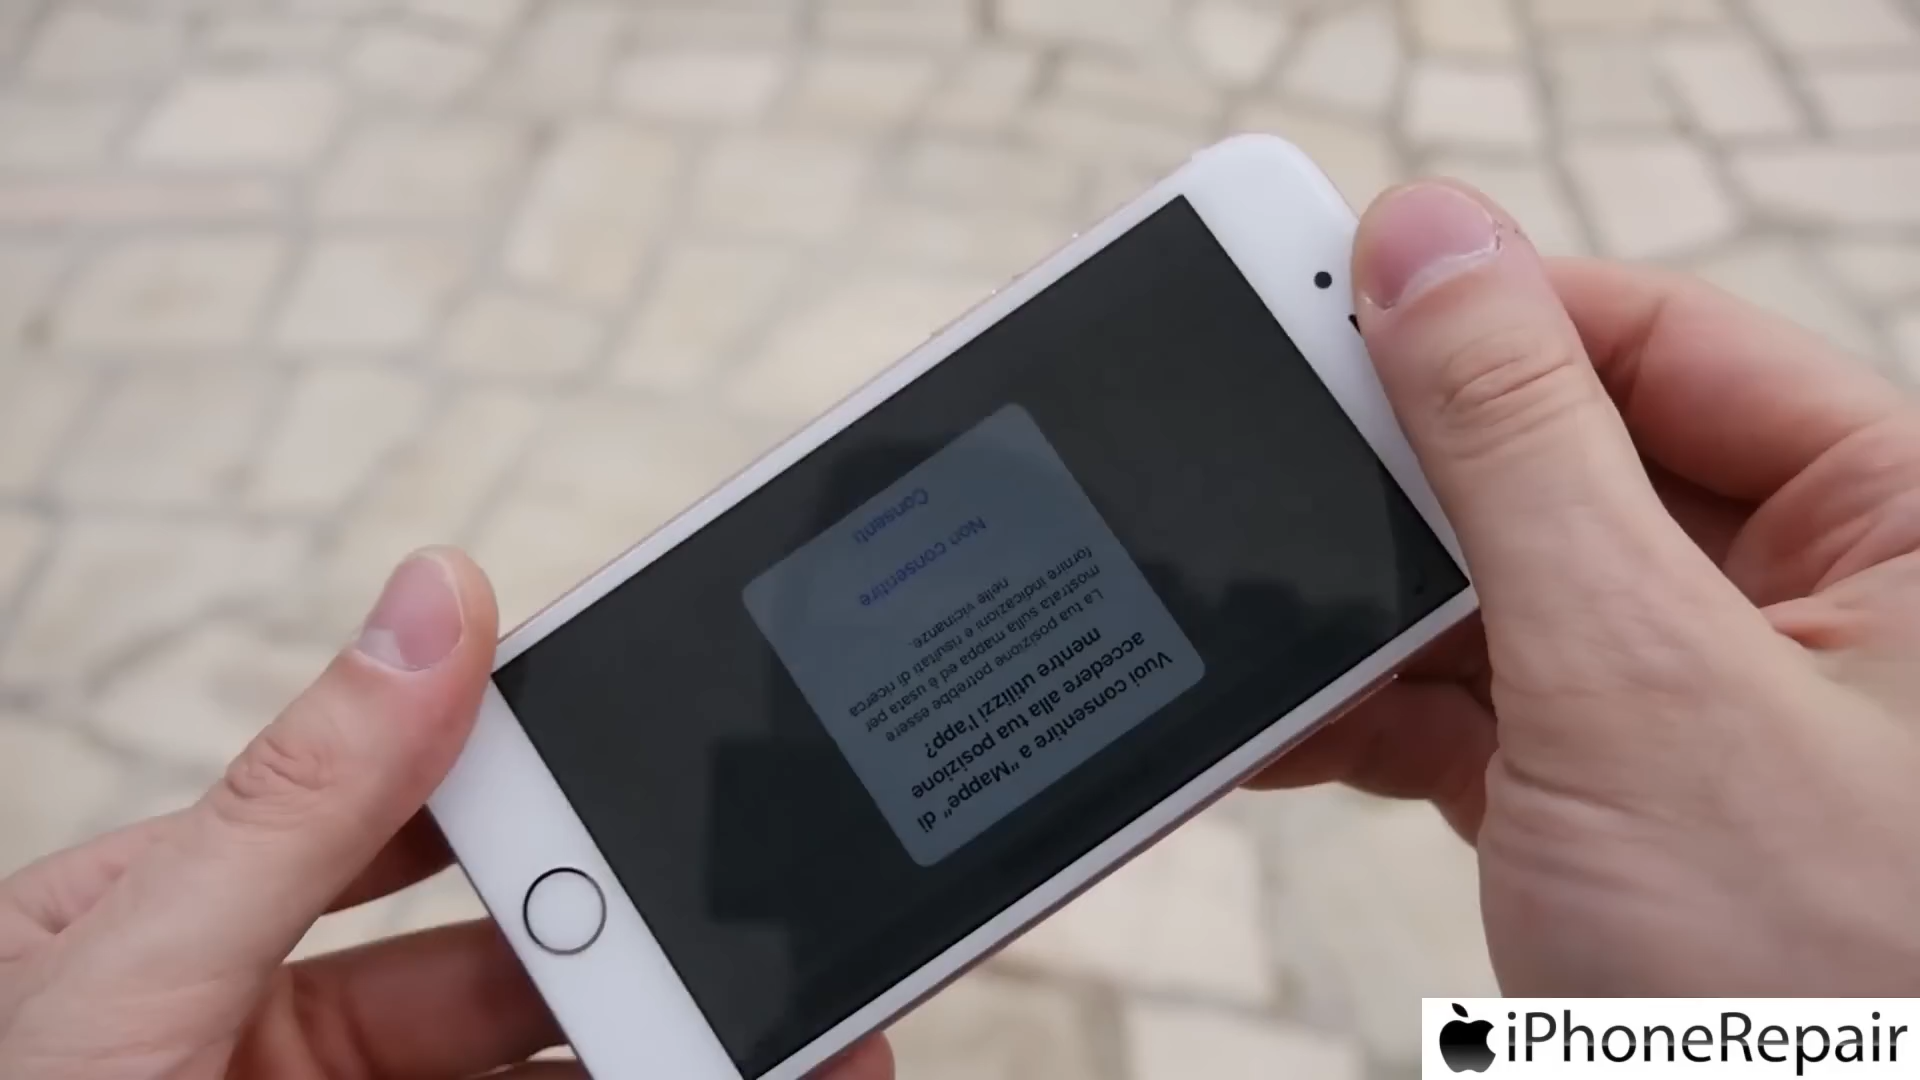 Vuoi consentire a "Mappe" di
accedere alla tua posizione
mentre utilizzi l'app?
La tua posizione potrebbe essere
mostrata sulla mappa ed è usata per
fornire indicazioni e risultati di ricerca
nelle vicinanze.
Non consentire
Consenti
iPhoneRepair